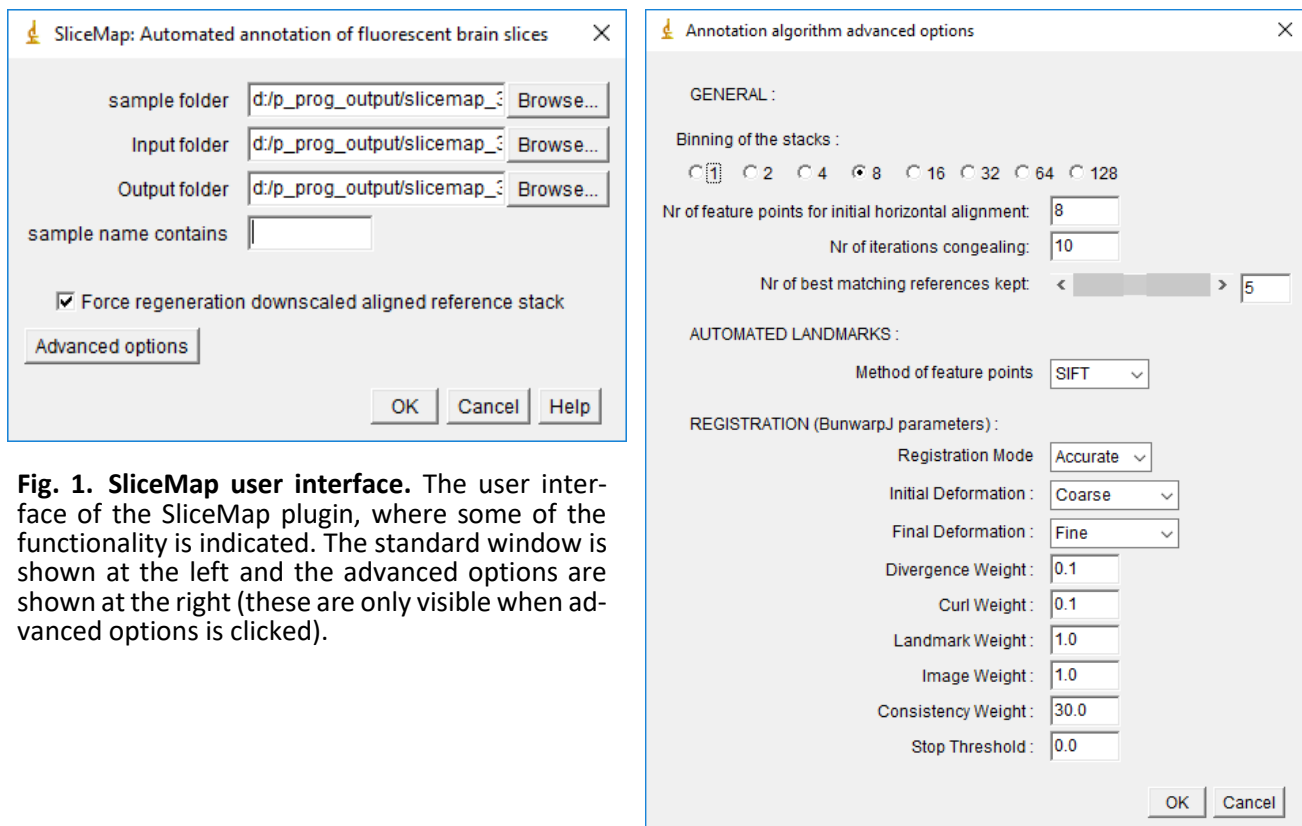 SliceMap: Automated annotation of fluorescent brain slices
sample folder d:/p_prog_output/slicemap_3 Browse...
Input folder d:/p_prog_output/slicemap_3 Browse...
Output folder d:/p_prog_output/slicemap_3 Browse...
sample name contains
Force regeneration downscaled aligned reference stack
Advanced options
OK Cancel Help
Fig. 1. SliceMap user interface. The user inter-
face of the SliceMap plugin, where some of the
functionality is indicated. The standard window is
shown at the left and the advanced options are
shown at the right (these are only visible when ad-
vanced options is clicked).
Annotation algorithm advanced options
GENERAL :
Binning of the stacks :
1 2 4 8 16 32 64 128
Nr of feature points for initial horizontal alignment: 8
Nr of iterations congealing: 10
Nr of best matching references kept: 5
AUTOMATED LANDMARKS :
Method of feature points SIFT
REGISTRATION (BunwarpJ parameters) :
Registration Mode Accurate
Initial Deformation : Coarse
Final Deformation : Fine
Divergence Weight : 0.1
Curl Weight : 0.1
Landmark Weight : 1.0
Image Weight : 1.0
Consistency Weight : 30.0
Stop Threshold : 0.0
OK Cancel